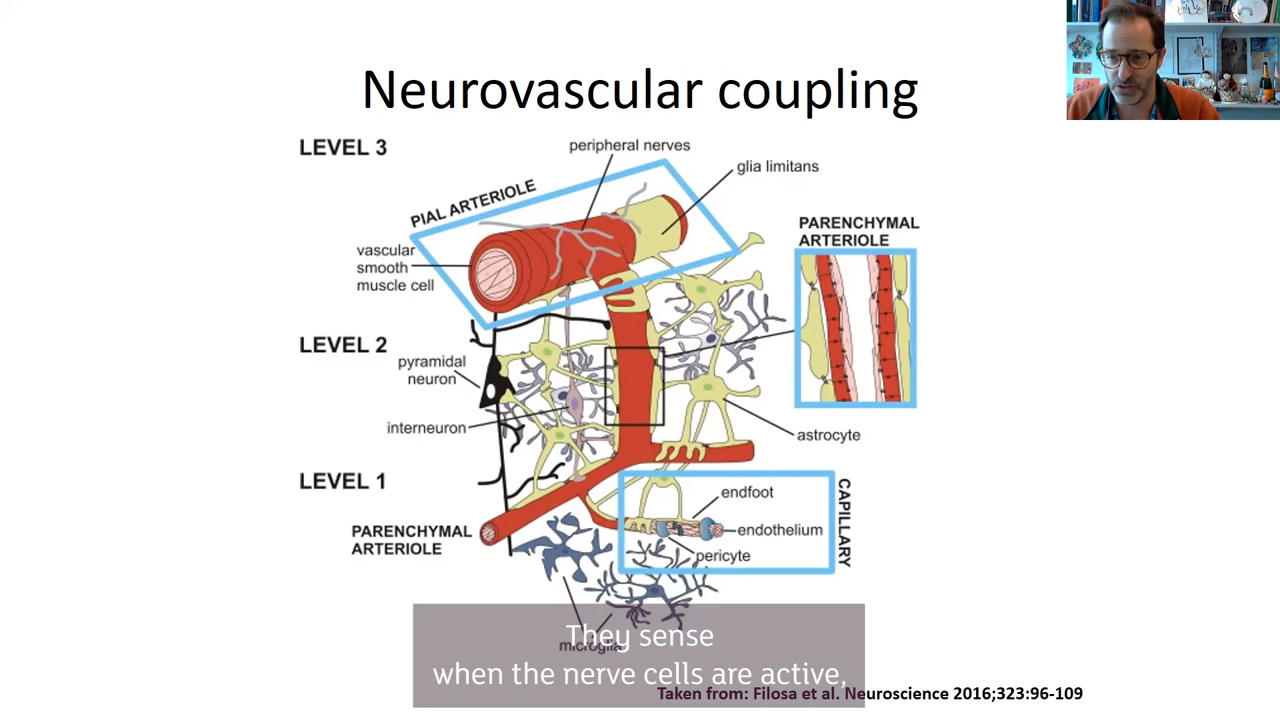 Neurovascular coupling
LEVEL 3
peripheral nerves
glia limitans
PIAL ARTERIOLE
PARENCHYMAL
ARTERIOLE
vascular
smooth
muscle cell
LEVEL 2
pyramidal
neuron
interneuron
astrocyte
LEVEL 1
endfoot
CAPILLARY
PARENCHYMAL
ARTERIOLE
endothelium
pericyte
microglia
They sense
when the nerve cells are active,
Taken from: Filosa et al. Neuroscience 2016;323:96-109